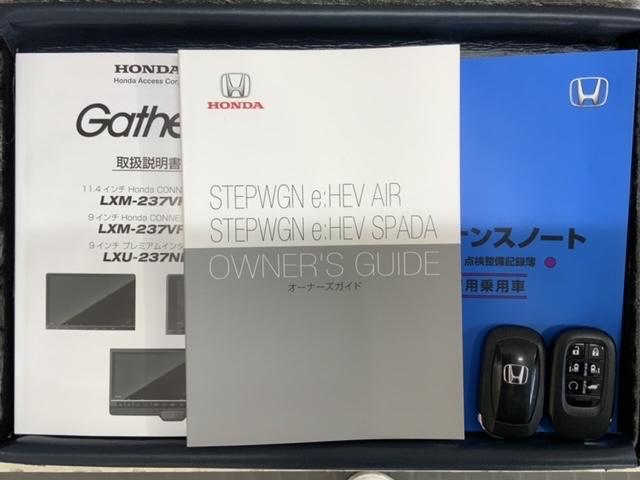 HONDA
Honda Access Cor
Gathe
取扱説明書
11.4 インチ Honda CONN
LXM-237VF
9 インチ Honda CONNE
LXM-237VF
9 インチ プレミアムインタ
LXU-237N
HONDA
STEPWGN e:HEV AIR
STEPWGN e:HEV SPADA
OWNER'S GUIDE
オーナーズガイド
ーンスノート
点検整備記録簿
用乗用車